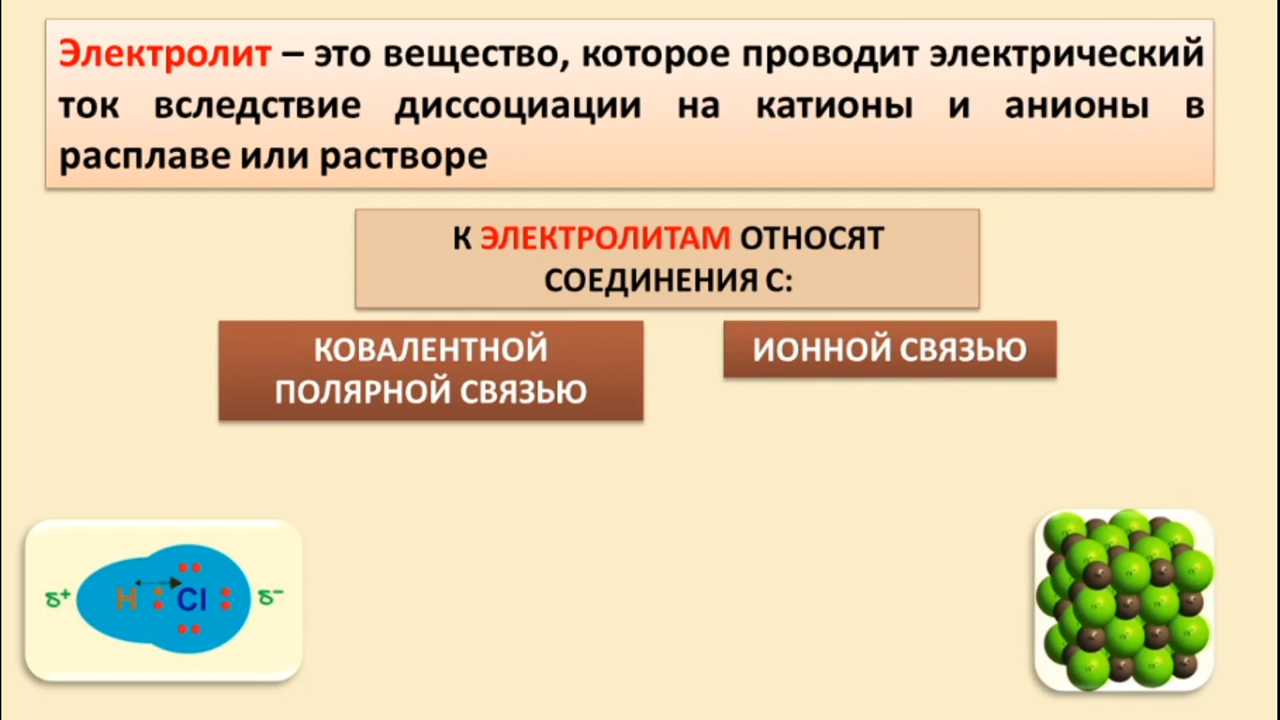 Электролит – это вещество, которое проводит электрический
ток вследствие диссоциации на катионы и анионы в
расплаве или растворе
К ЭЛЕКТРОЛИТАМ ОТНОСЯТ
СОЕДИНЕНИЯ С:
КОВАЛЕНТНОЙ
ПОЛЯРНОЙ СВЯЗЬЮ
ИОННОЙ СВЯЗЬЮ
δ+ H : Cl : δ−